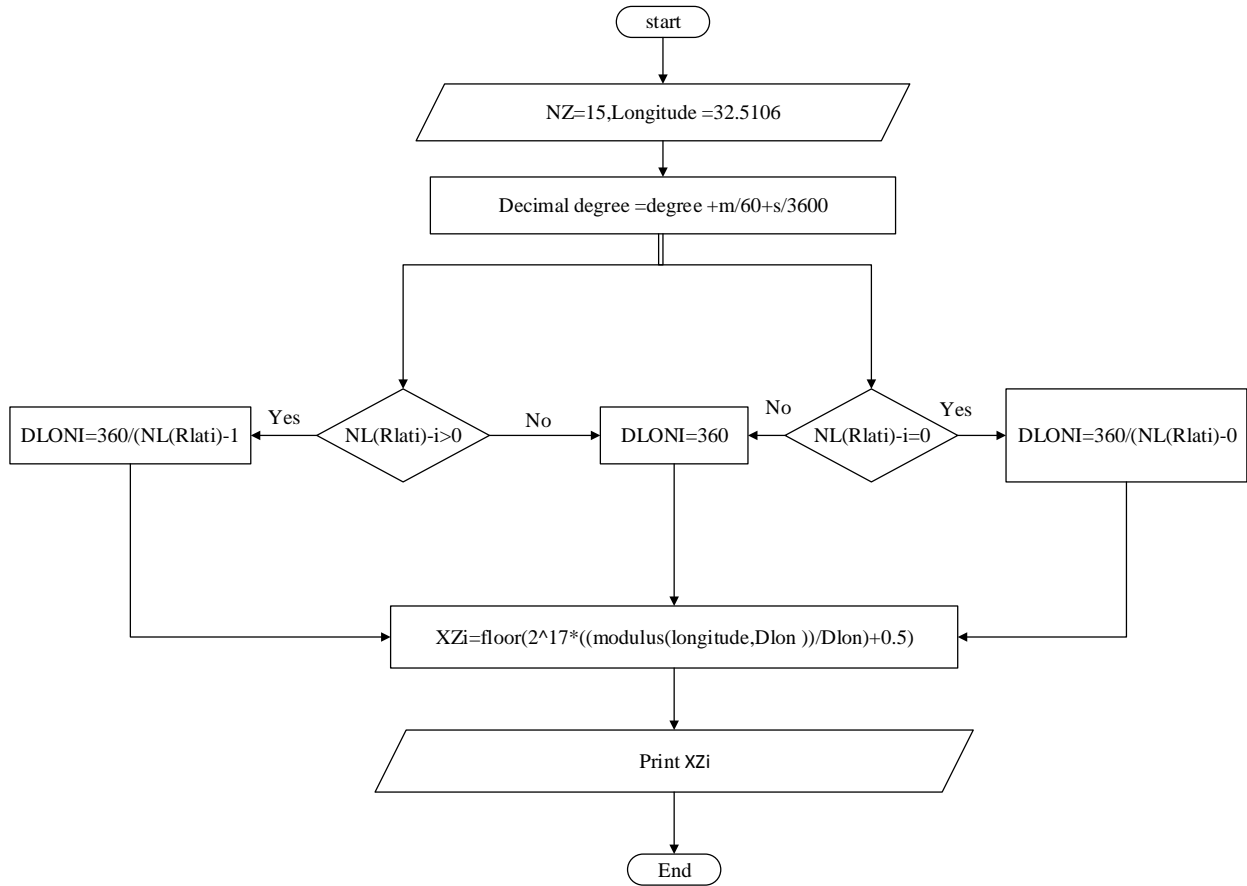 start
NZ=15,Longitude =32.5106
Decimal degree =degree +m/60+s/3600
Yes
No
No
Yes
DLONI=360/(NL(Rlati)-1
NL(Rlati)-i>0
DLONI=360
NL(Rlati)-i=0
DLONI=360/(NL(Rlati)-0
XZi=floor(2^17*((modulus(longitude,Dlon ))/Dlon)+0.5)
Print XZi
End